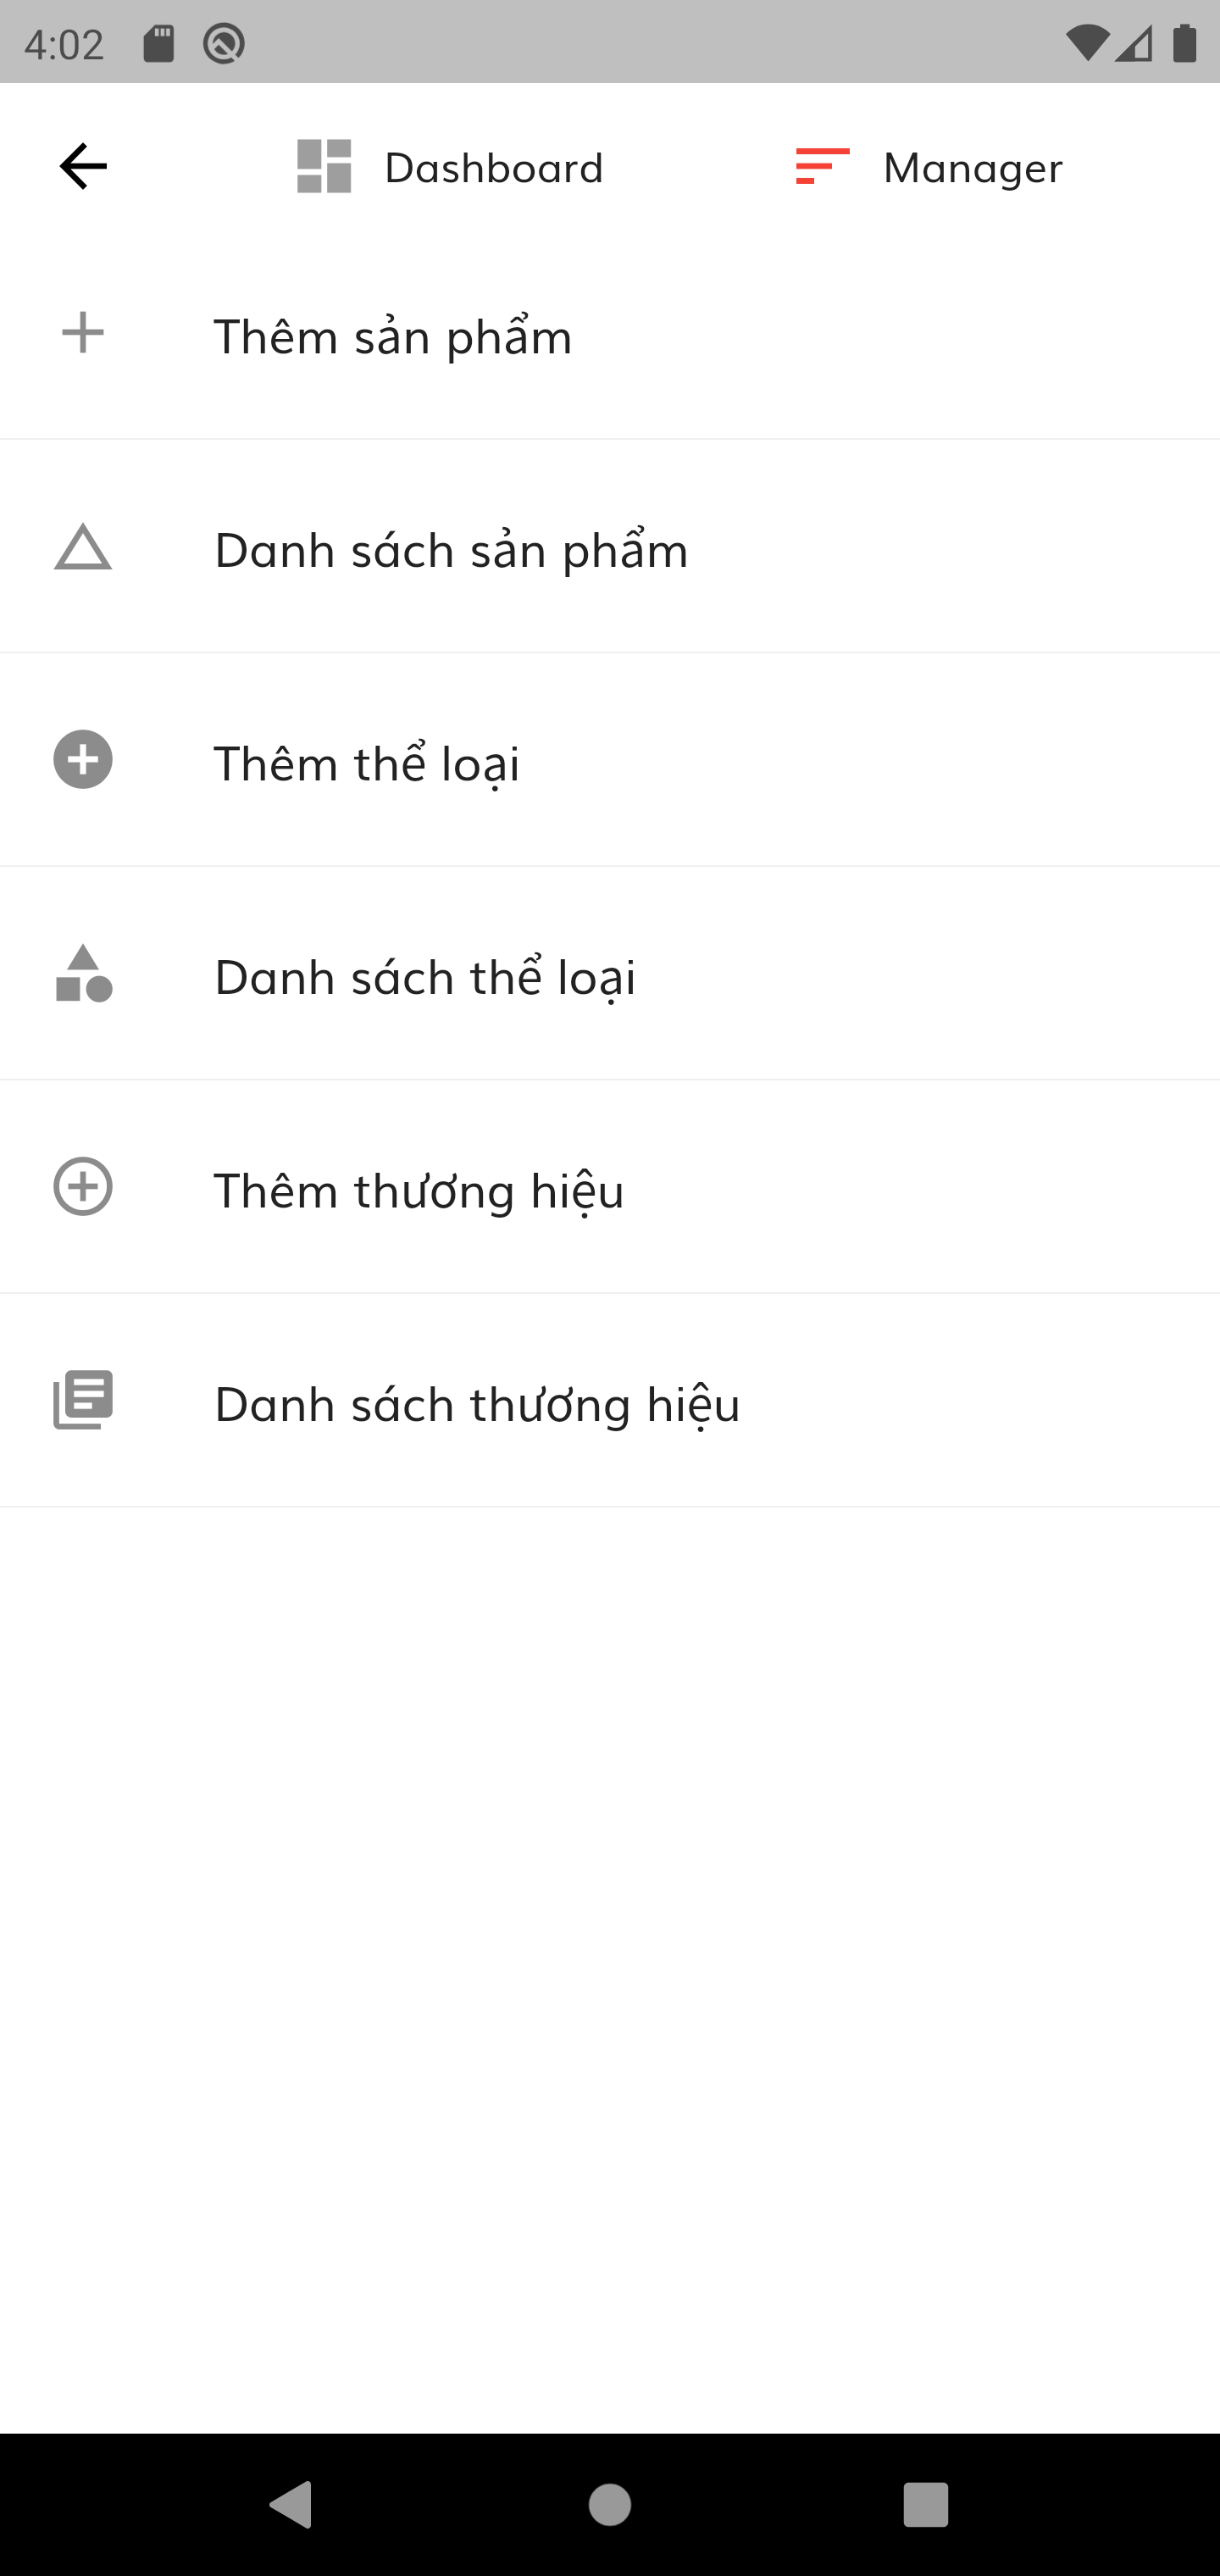 4:02
Dashboard
Manager
Thêm sản phẩm
Danh sách sản phẩm
Thêm thể loại
Danh sách thể loại
Thêm thương hiệu
Danh sách thương hiệu